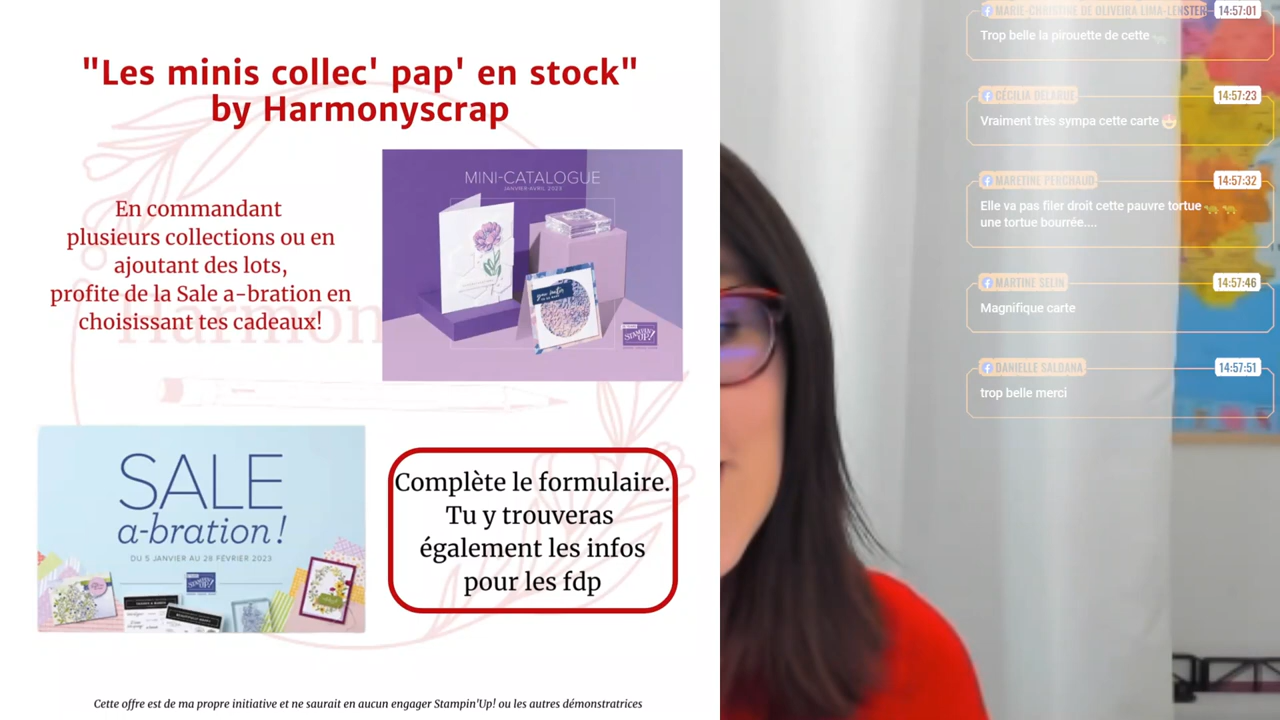 "Les minis collec' pap' en stock"
by Harmonyscrap
En commandant
plusieurs collections ou en
ajoutant des lots,
profite de la Sale a-bration en
choisissant tes cadeaux!
MINI-CATALOGUE
JANVIER-AVRIL 2023
STAMPIN' UP!
Harmon
SALE
a-bration!
DU 5 JANVIER AU 28 FÉVRIER 2023
STAMPIN' UP!
Complète le formulaire.
Tu y trouveras
également les infos
pour les fdp
Cette offre est de ma propre initiative et ne saurait en aucun engager Stampin'Up! ou les autres démonstratrices
MARIE-CHRISTINE DE OLIVEIRA LIMA-LENSTER 14:57:01
Trop belle la pirouette de cette
CÉCILIA DELARUE 14:57:23
Vraiment très sympa cette carte 😍
MARETINE PERCHAUD 14:57:32
Elle va pas filer droit cette pauvre tortue 🐢 🐢
une tortue bourrée....
MARTINE SELIN 14:57:46
Magnifique carte
DANIELLE SALDANA 14:57:51
trop belle merci